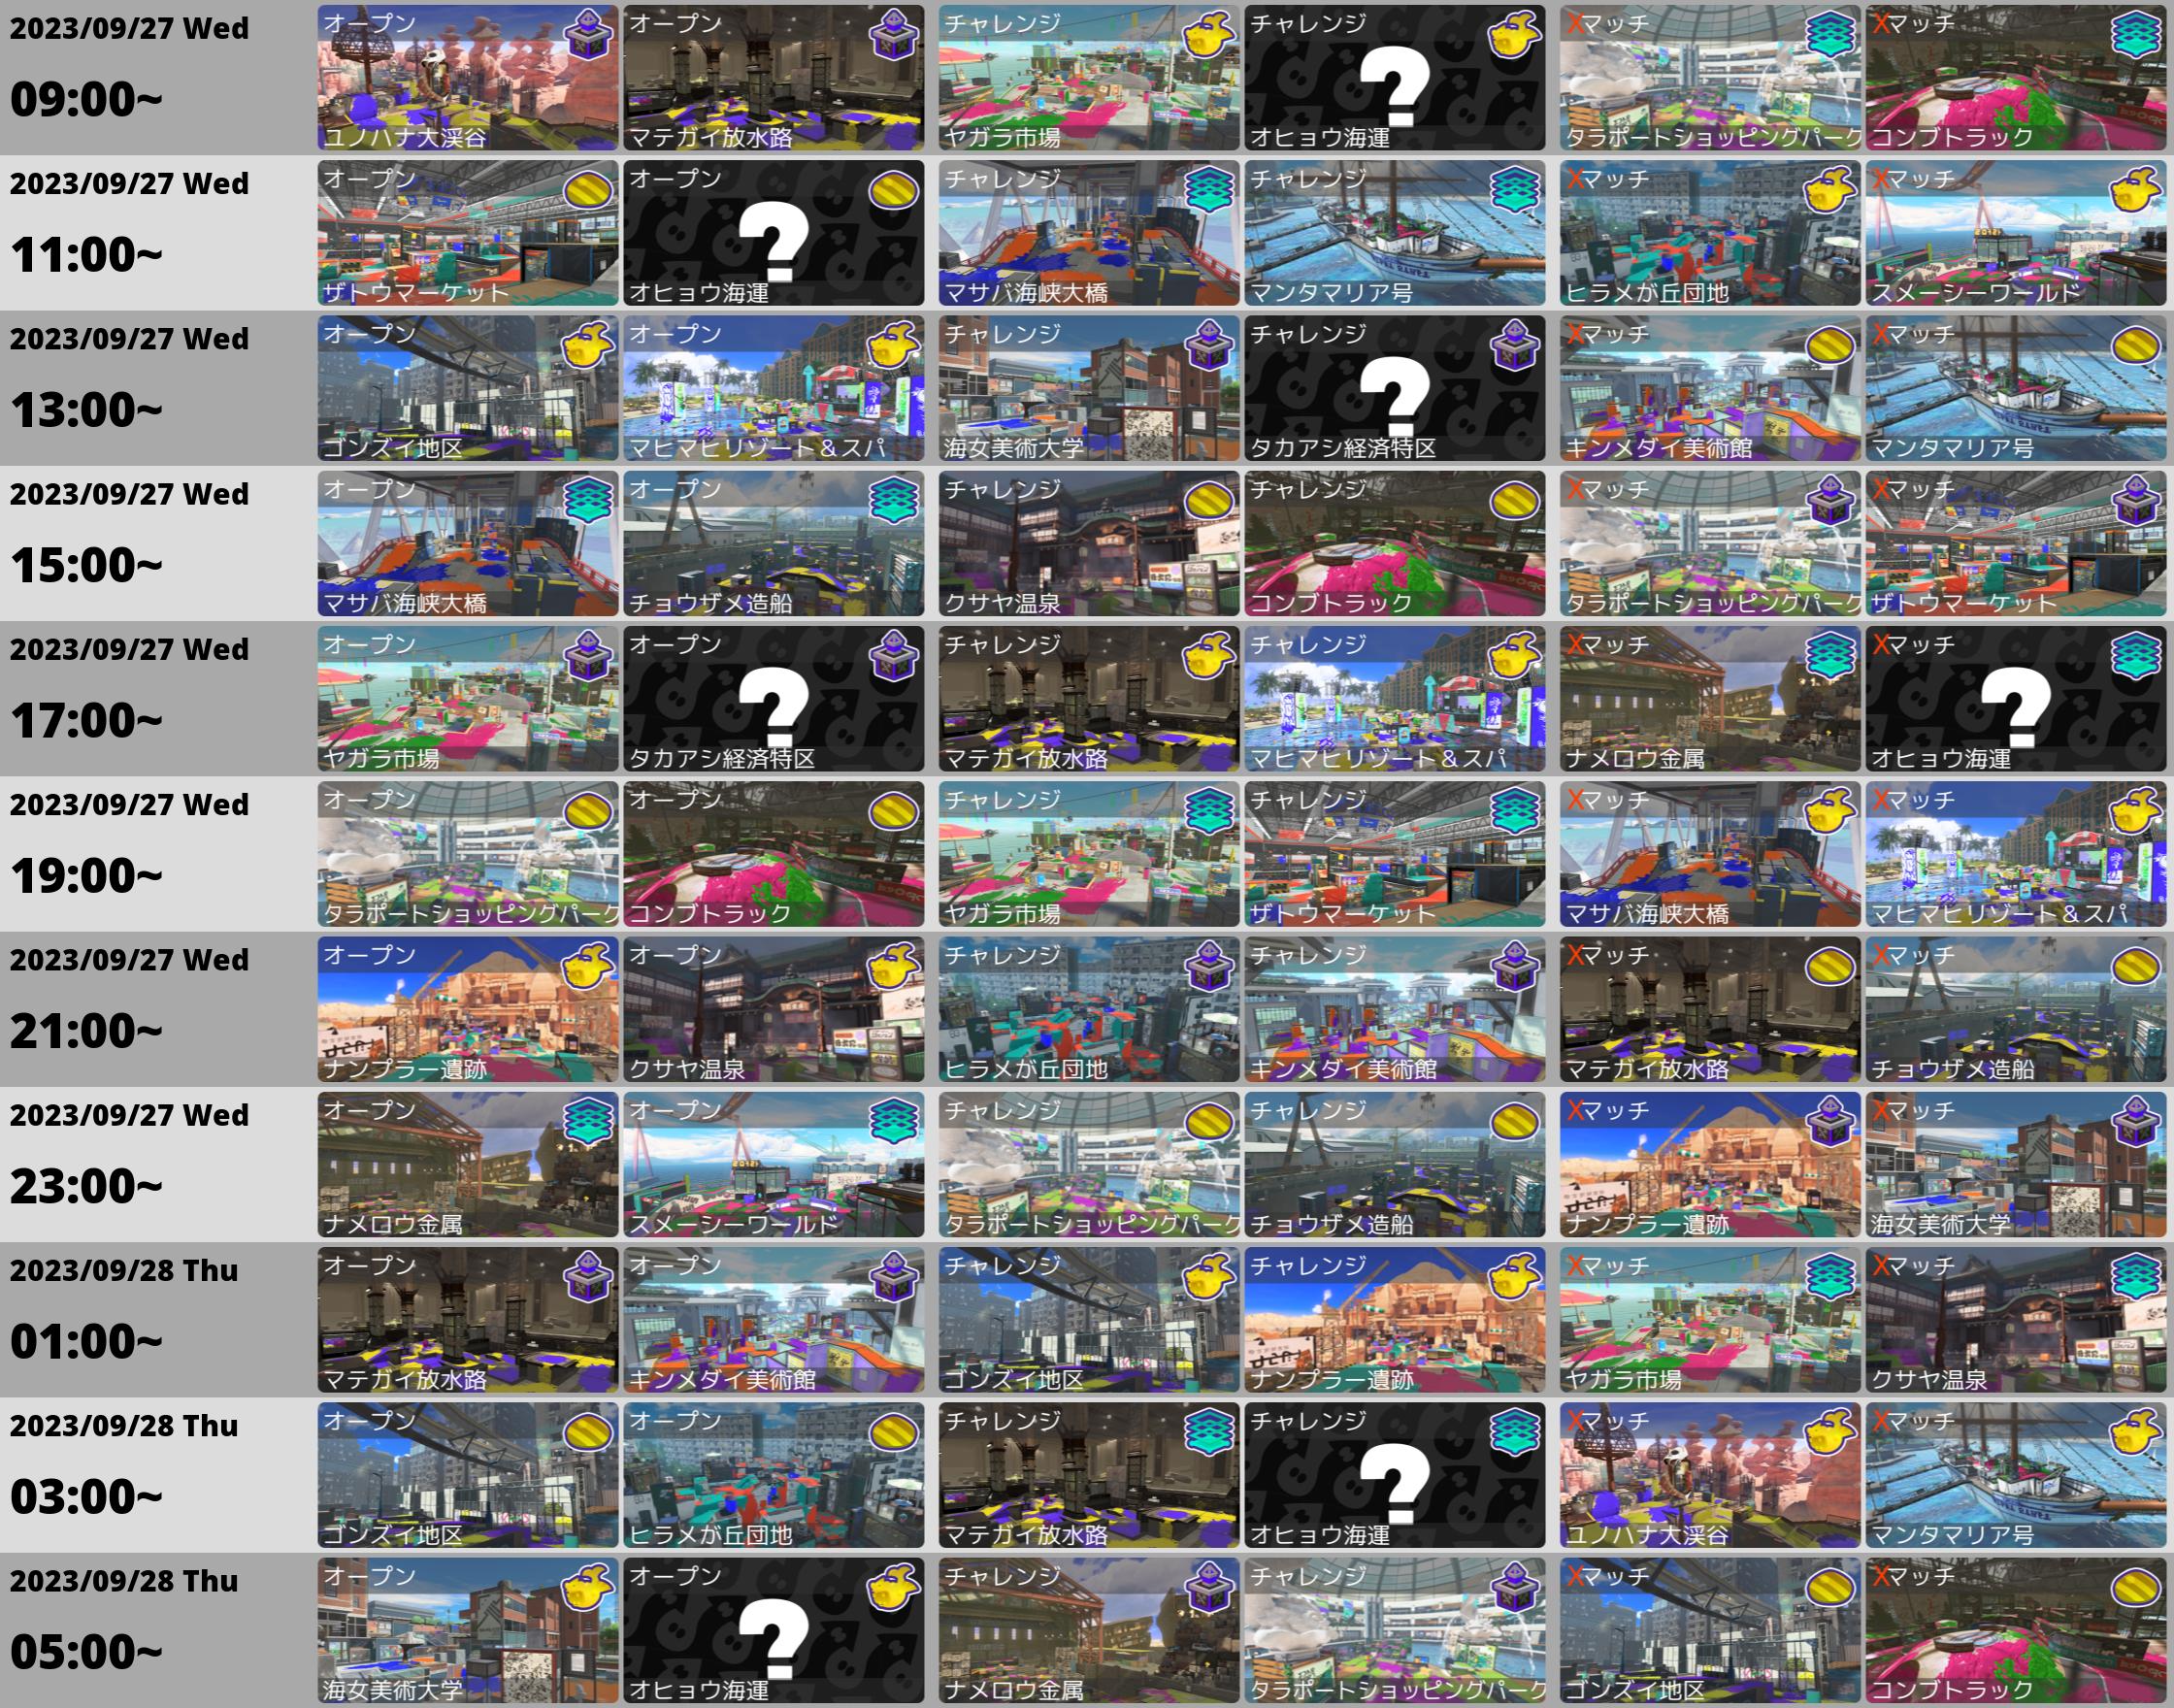 2023/09/27 Wed
09:00~
オープン
ユノハナ大渓谷
オープン
マテガイ放水路
チャレンジ
ヤガラ市場
チャレンジ
オヒョウ海運
Xマッチ
タラポートショッピングパーク
Xマッチ
コンブトラック
2023/09/27 Wed
11:00~
オープン
ザトウマーケット
オープン
オヒョウ海運
チャレンジ
マサバ海峡大橋
チャレンジ
マンタマリア号
Xマッチ
ヒラメが丘団地
Xマッチ
スメーシーワールド
2023/09/27 Wed
13:00~
オープン
ゴンズイ地区
オープン
マヒマヒリゾート＆スパ
チャレンジ
海女美術大学
チャレンジ
タカアシ経済特区
Xマッチ
キンメダイ美術館
Xマッチ
マンタマリア号
2023/09/27 Wed
15:00~
オープン
マサバ海峡大橋
オープン
チョウザメ造船
チャレンジ
クサヤ温泉
チャレンジ
コンブトラック
Xマッチ
タラポートショッピングパーク
Xマッチ
ザトウマーケット
2023/09/27 Wed
17:00~
オープン
ヤガラ市場
オープン
タカアシ経済特区
チャレンジ
マテガイ放水路
チャレンジ
マヒマヒリゾート＆スパ
Xマッチ
ナメロウ金属
Xマッチ
オヒョウ海運
2023/09/27 Wed
19:00~
オープン
タラポートショッピングパーク
オープン
コンブトラック
チャレンジ
ヤガラ市場
チャレンジ
ザトウマーケット
Xマッチ
マサバ海峡大橋
Xマッチ
マヒマヒリゾート＆スパ
2023/09/27 Wed
21:00~
オープン
ナンプラー遺跡
オープン
クサヤ温泉
チャレンジ
ヒラメが丘団地
チャレンジ
キンメダイ美術館
Xマッチ
マテガイ放水路
Xマッチ
チョウザメ造船
2023/09/27 Wed
23:00~
オープン
ナメロウ金属
オープン
スメーシーワールド
チャレンジ
タラポートショッピングパーク
チャレンジ
チョウザメ造船
Xマッチ
ナンプラー遺跡
Xマッチ
海女美術大学
2023/09/28 Thu
01:00~
オープン
マテガイ放水路
オープン
キンメダイ美術館
チャレンジ
ゴンズイ地区
チャレンジ
ナンプラー遺跡
Xマッチ
ヤガラ市場
Xマッチ
クサヤ温泉
2023/09/28 Thu
03:00~
オープン
ゴンズイ地区
オープン
ヒラメが丘団地
チャレンジ
マテガイ放水路
チャレンジ
オヒョウ海運
Xマッチ
ユノハナ大渓谷
Xマッチ
マンタマリア号
2023/09/28 Thu
05:00~
オープン
海女美術大学
オープン
オヒョウ海運
チャレンジ
ナメロウ金属
チャレンジ
タラポートショッピングパーク
Xマッチ
ゴンズイ地区
Xマッチ
コンブトラック